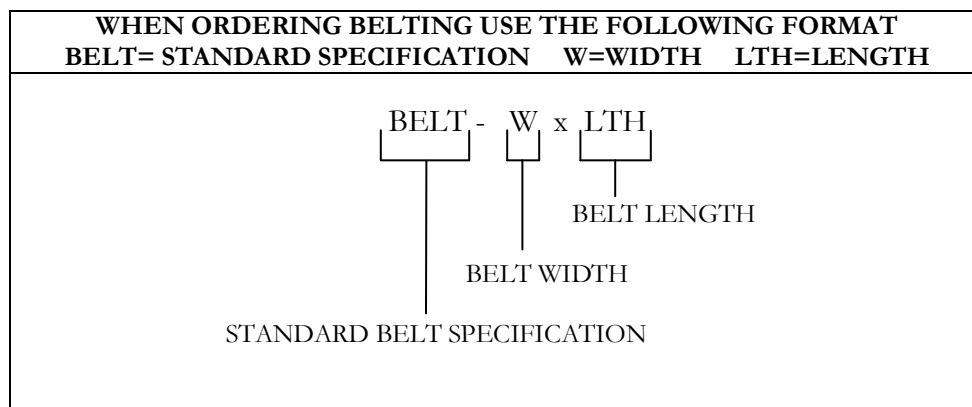 WHEN ORDERING BELTING USE THE FOLLOWING FORMAT
BELT= STANDARD SPECIFICATION W=WIDTH LTH=LENGTH
BELT - W x LTH
BELT LENGTH
BELT WIDTH
STANDARD BELT SPECIFICATION